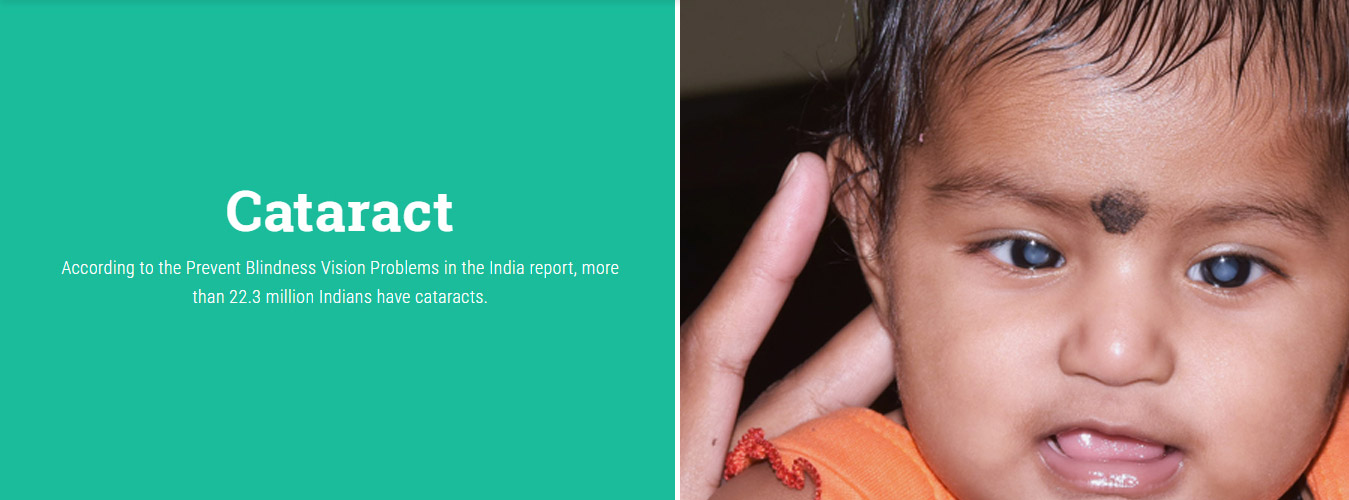 Cataract
According to the Prevent Blindness Vision Problems in the India report, more
than 22.3 million Indians have cataracts.